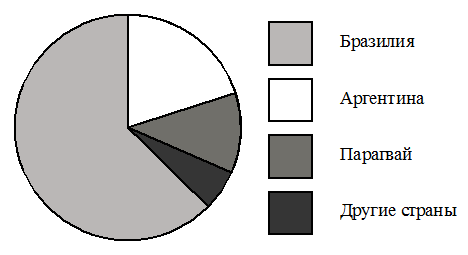 Бразилия
Аргентина
Парагвай
Другие страны